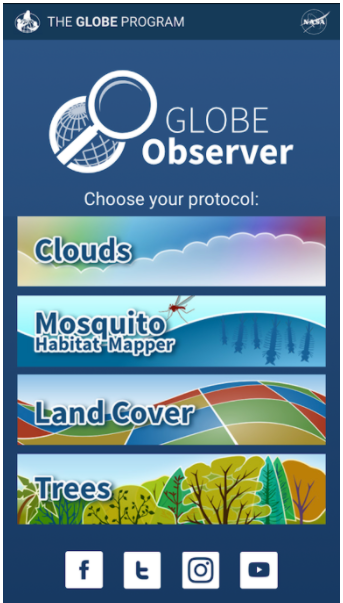 THE GLOBE PROGRAM
NASA
GLOBE
Observer
Choose your protocol:
Clouds
Mosquito
Habitat Mapper
Land Cover
Trees